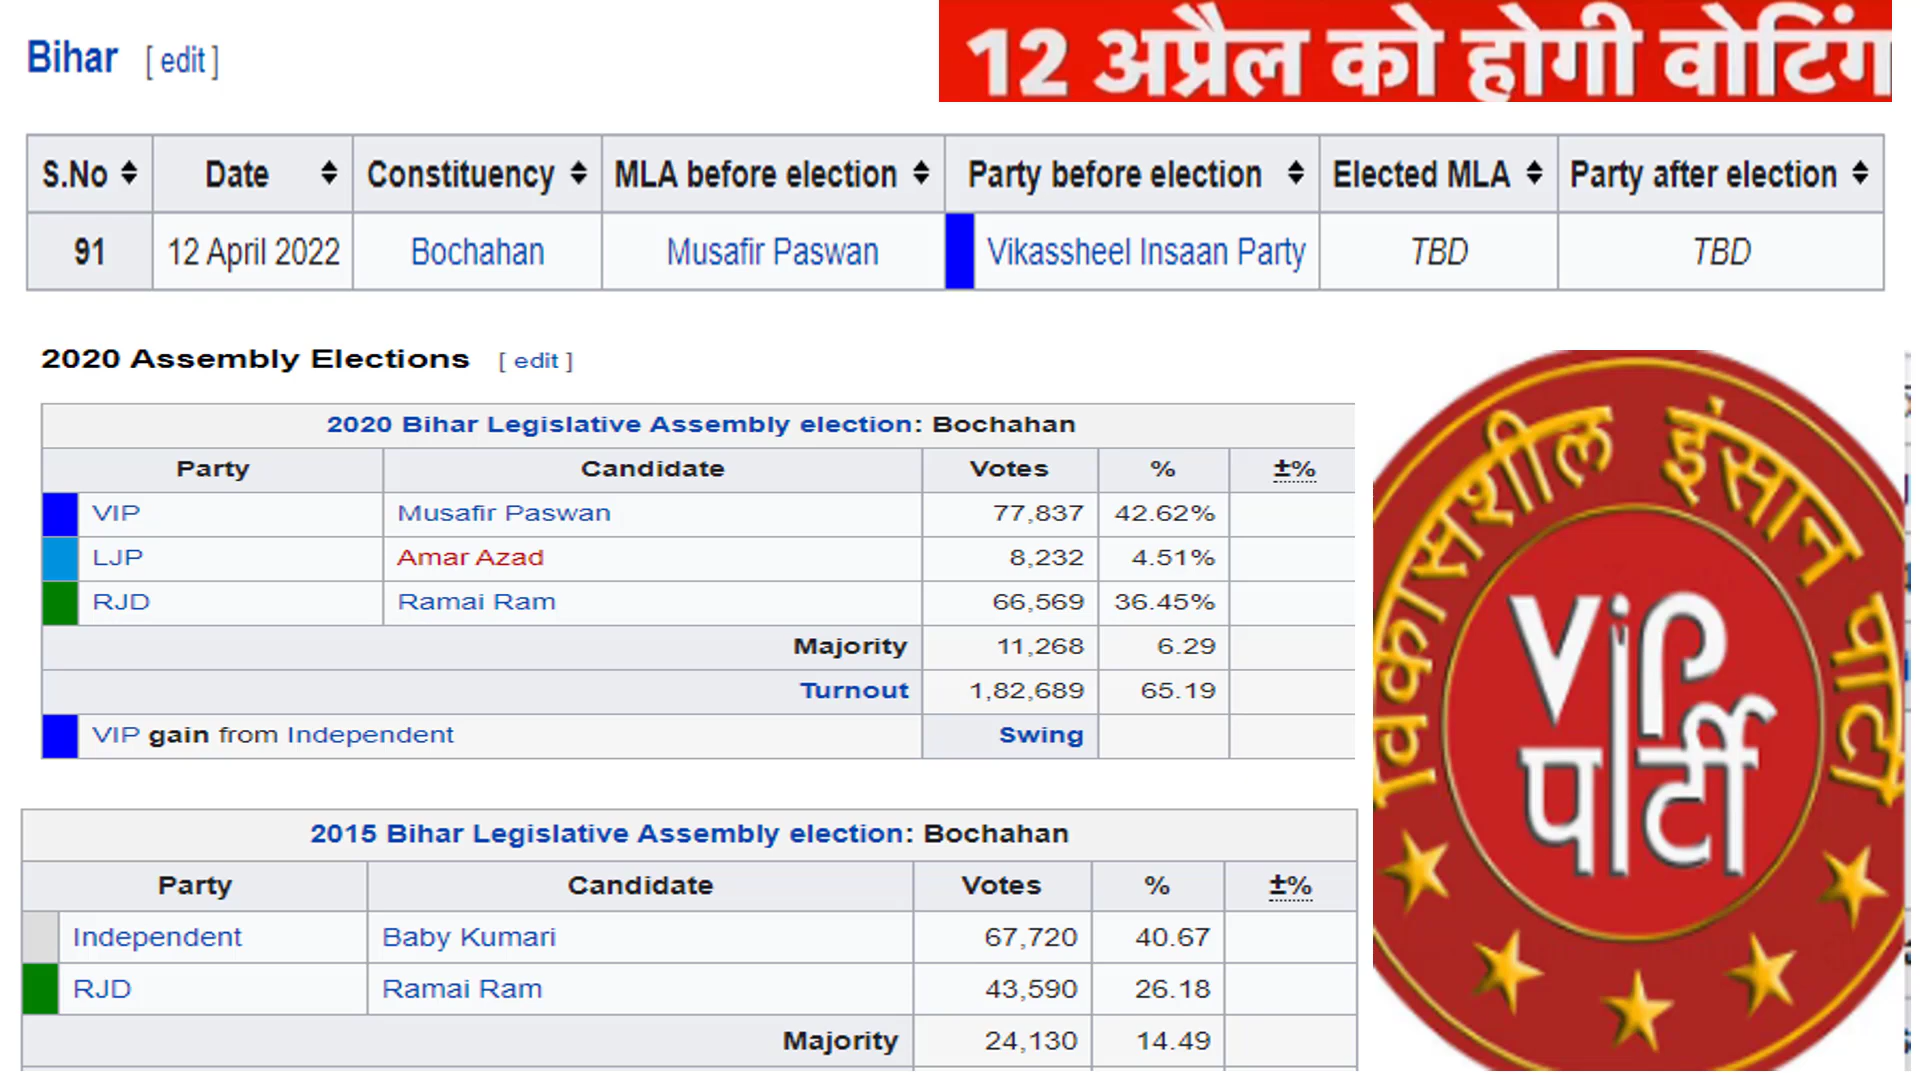 Bihar [ edit ]
12 अप्रैल को होगी वोटिंग
S.No Date Constituency MLA before election Party before election Elected MLA Party after election
91 12 April 2022 Bochahan Musafir Paswan Vikassheel Insaan Party TBD TBD
2020 Assembly Elections [ edit ]
2020 Bihar Legislative Assembly election: Bochahan
Party Candidate Votes % ±%
VIP Musafir Paswan 77,837 42.62%
LJP Amar Azad 8,232 4.51%
RJD Ramai Ram 66,569 36.45%
Majority 11,268 6.29
Turnout 1,82,689 65.19
VIP gain from Independent Swing
2015 Bihar Legislative Assembly election: Bochahan
Party Candidate Votes % ±%
Independent Baby Kumari 67,720 40.67
RJD Ramai Ram 43,590 26.18
Majority 24,130 14.49
विकासशील इंसान पार्टी
VIP
पार्टी